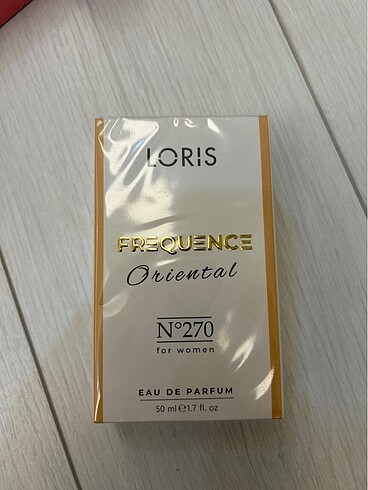 LORIS
FREQUENCE
Oriental
N°270
for women
EAU DE PARFUM
50 ml ℮ 1.7 fl. oz